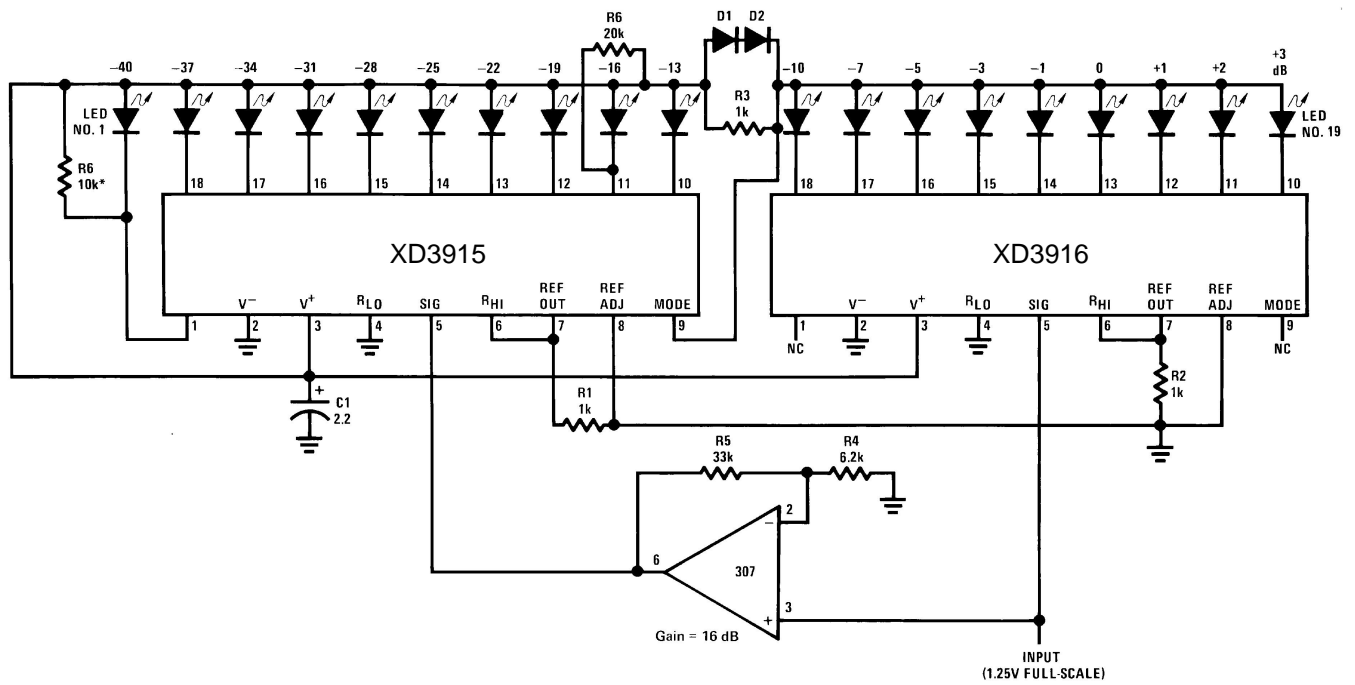 R6
20k
D1 D2
−40 −37 −34 −31 −28 −25 −22 −19 −16 −13 −10 −7 −5 −3 −1 0 +1 +2 +3
dB
R3
1k
LED
NO. 1
LED
NO. 19
R6
10k*
18 17 16 15 14 13 12 11 10
18 17 16 15 14 13 12 11 10
XD3915
XD3916
V− V+ RLO SIG RHI REF OUT REF ADJ MODE
1 2 3 4 5 6 7 8 9
V− V+ RLO SIG RHI REF OUT REF ADJ MODE
1 2 3 4 5 6 7 8 9
NC
NC
+
C1
2.2
R1
1k
R2
1k
R5
33k
R4
6.2k
2
−
6
307
3
+
Gain = 16 dB
INPUT
(1.25V FULL-SCALE)